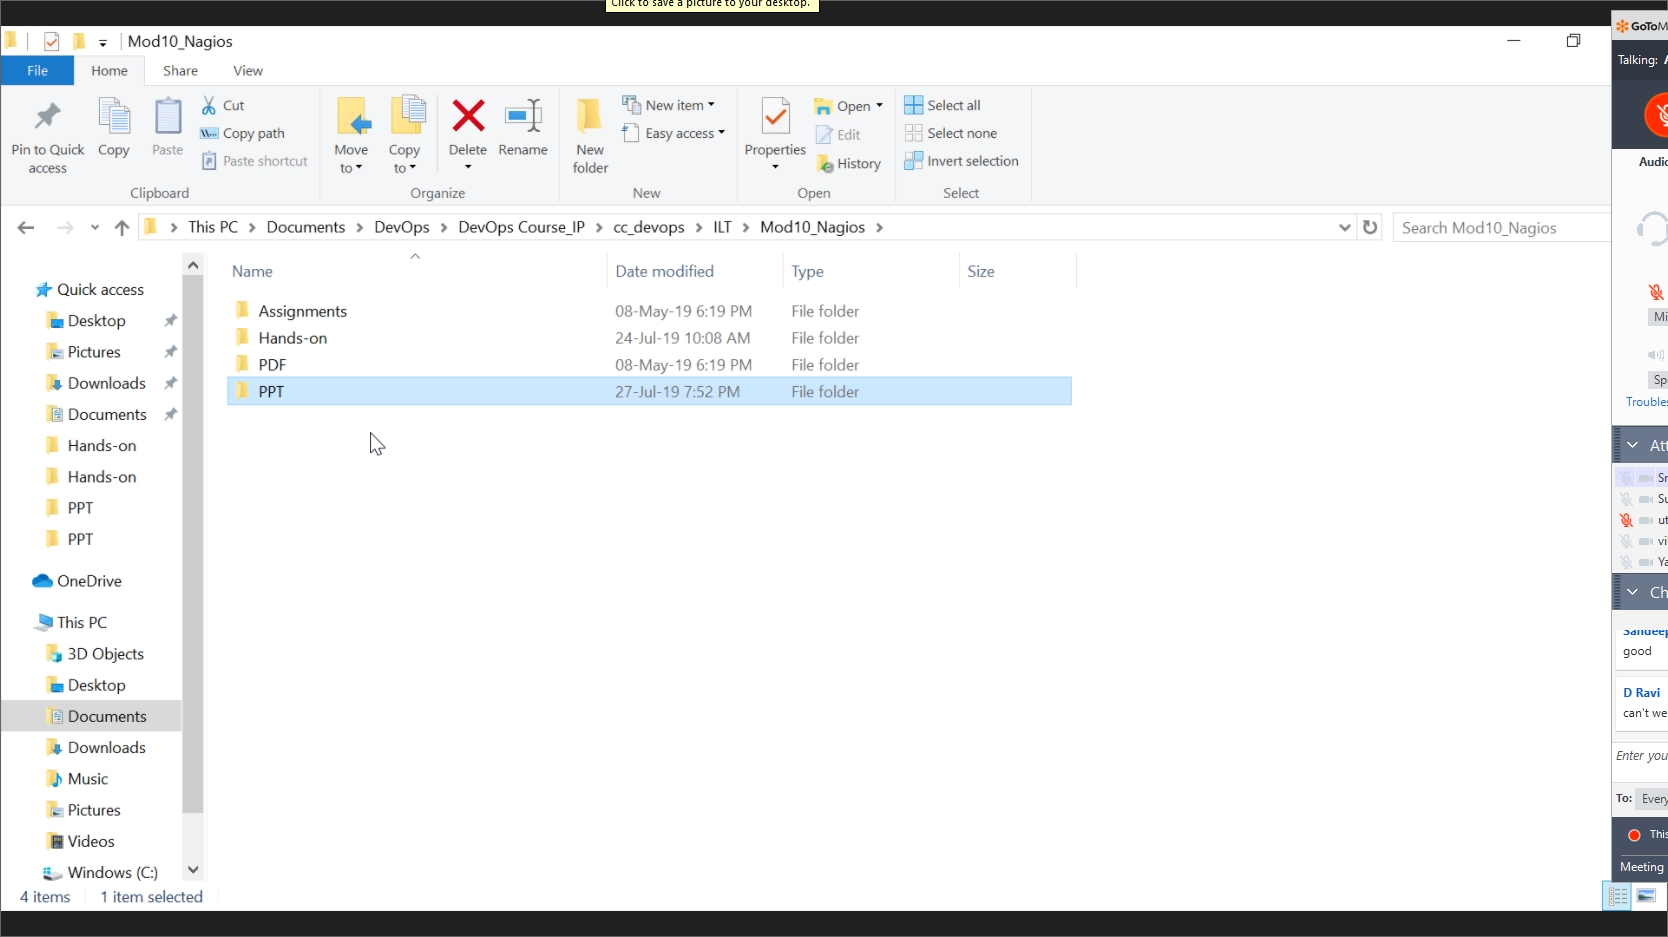 Click to save a picture to your desktop.
Mod10_Nagios
File Home Share View
Pin to Quick access
Copy
Paste
Cut
Copy path
Paste shortcut
Clipboard
Move to
Copy to
Delete
Rename
Organize
New folder
New item
Easy access
New
Properties
Open
Edit
History
Open
Select all
Select none
Invert selection
Select
This PC > Documents > DevOps > DevOps Course_IP > cc_devops > ILT > Mod10_Nagios >
Search Mod10_Nagios
Name Date modified Type Size
Assignments 08-May-19 6:19 PM File folder
Hands-on 24-Jul-19 10:08 AM File folder
PDF 08-May-19 6:19 PM File folder
PPT 27-Jul-19 7:52 PM File folder
Quick access
Desktop
Pictures
Downloads
Documents
Hands-on
Hands-on
PPT
PPT
OneDrive
This PC
3D Objects
Desktop
Documents
Downloads
Music
Pictures
Videos
Windows (C:)
4 items 1 item selected
GoToM
Talking: A
Audio
Mi
Sp
Troubles
Att
Sr
Su
ut
vi
Ya
Ch
Sandeep
good
D Ravi
can't we
Enter you
To: Every
This
Meeting